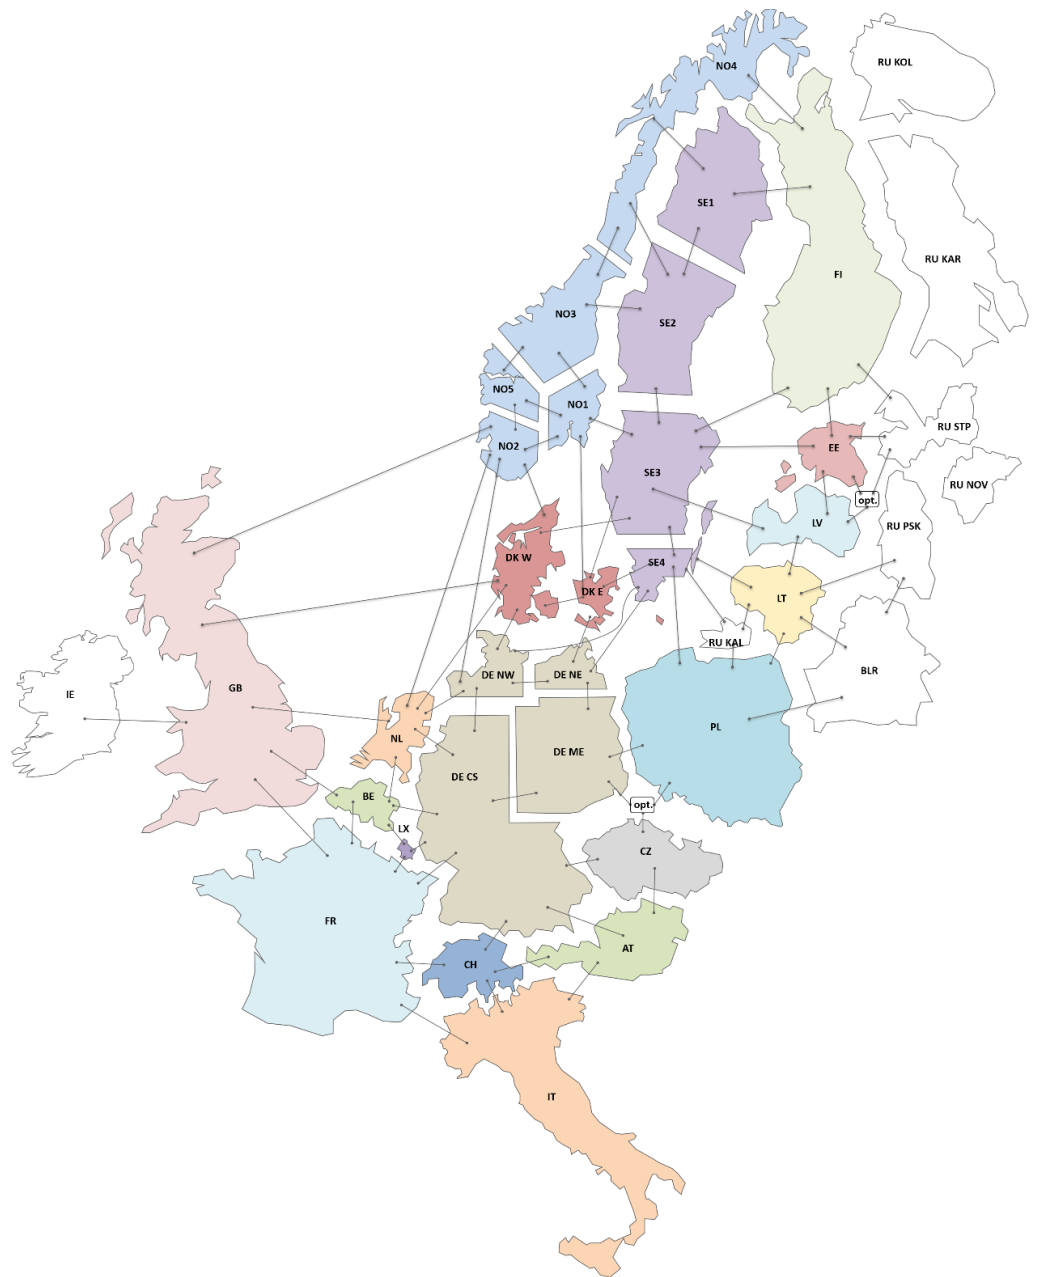 RU KOL
NO4
SE1
RU KAR
FI
NO3
SE2
NO5
NO1
RU STP
NO2
EE
SE3
RU NOV
opt.
LV
RU PSK
DK W
SE4
DK E
LT
RU KAL
BLR
DE NW
DE NE
IE
GB
PL
NL
DE ME
DE CS
BE
opt.
LX
CZ
FR
AT
CH
IT